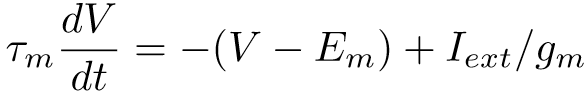 τ_m dV/dt = −(V − E_m) + I_ext/g_m